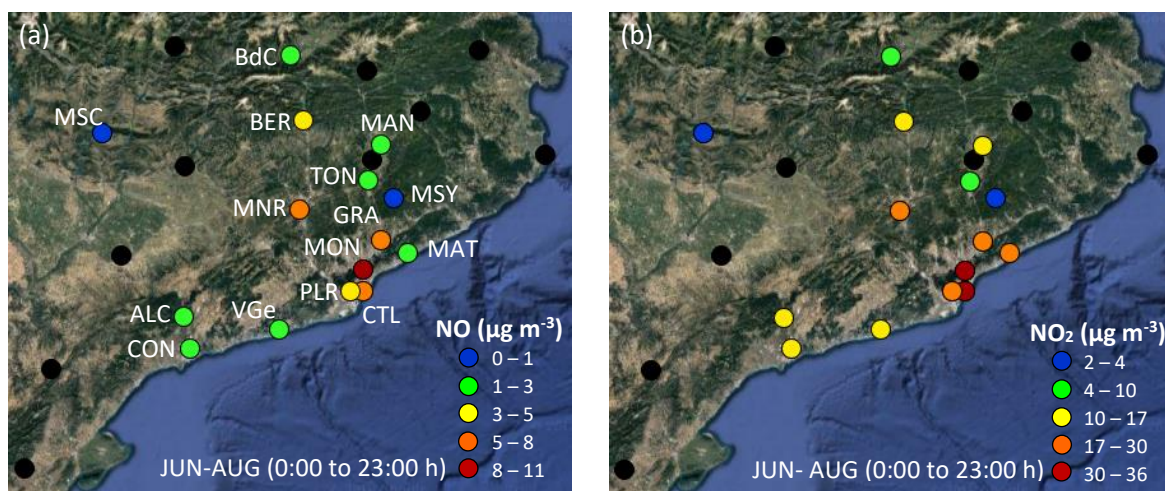 (a)
BdC
MSC
BER
MAN
TON
MSY
MNR
GRA
MON
MAT
PLR
ALC
VGe
CTL
CON
NO (µg m⁻³)
0 – 1
1 – 3
3 – 5
5 – 8
8 – 11
JUN-AUG (0:00 to 23:00 h)
(b)
NO₂ (µg m⁻³)
2 – 4
4 – 10
10 – 17
17 – 30
30 – 36
JUN- AUG (0:00 to 23:00 h)